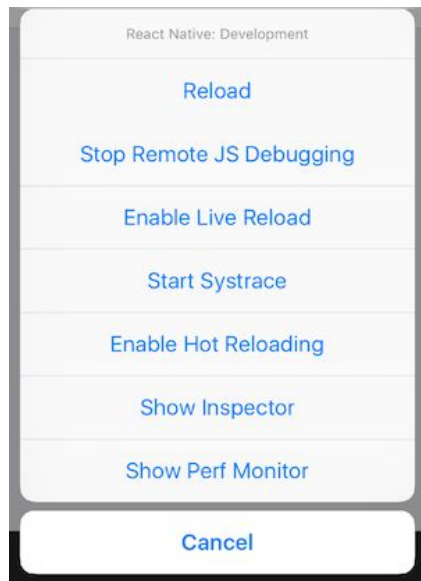 React Native: Development
Reload
Stop Remote JS Debugging
Enable Live Reload
Start Systrace
Enable Hot Reloading
Show Inspector
Show Perf Monitor
Cancel